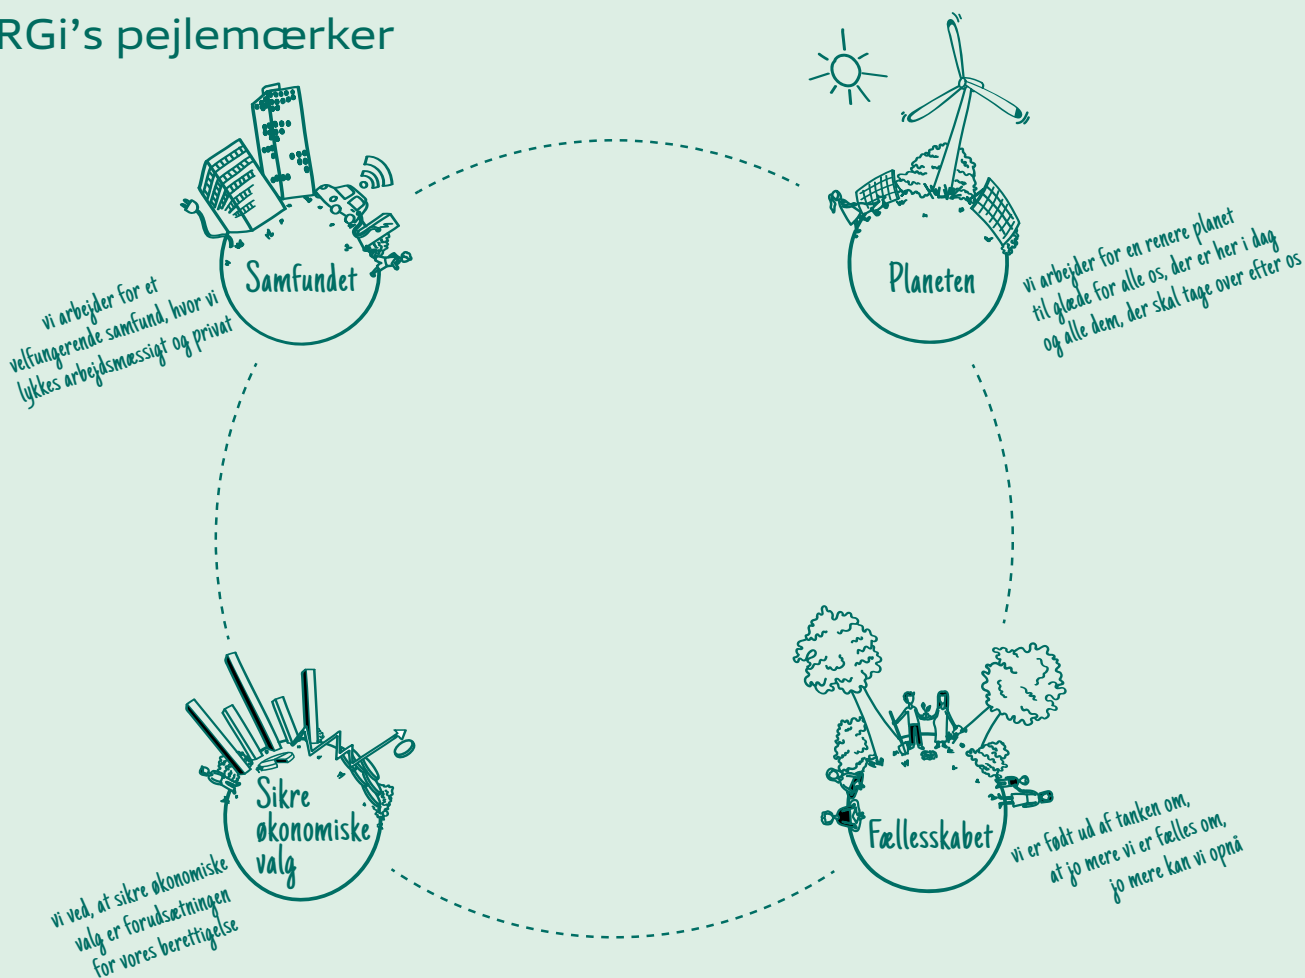 RGi's pejlemærker
Samfundet
vi arbejder for et
velfungerende samfund, hvor vi
lykkes arbejdsmæssigt og privat
Planeten
vi arbejder for en renere planet
til glæde for alle os, der er her i dag
og alle dem, der skal tage over efter os
Sikre
økonomiske
valg
vi ved, at sikre økonomiske
valg er forudsætningen
for vores berettigelse
Fællesskabet
vi er født ud af tanken om,
at jo mere vi er fælles om,
jo mere kan vi opnå